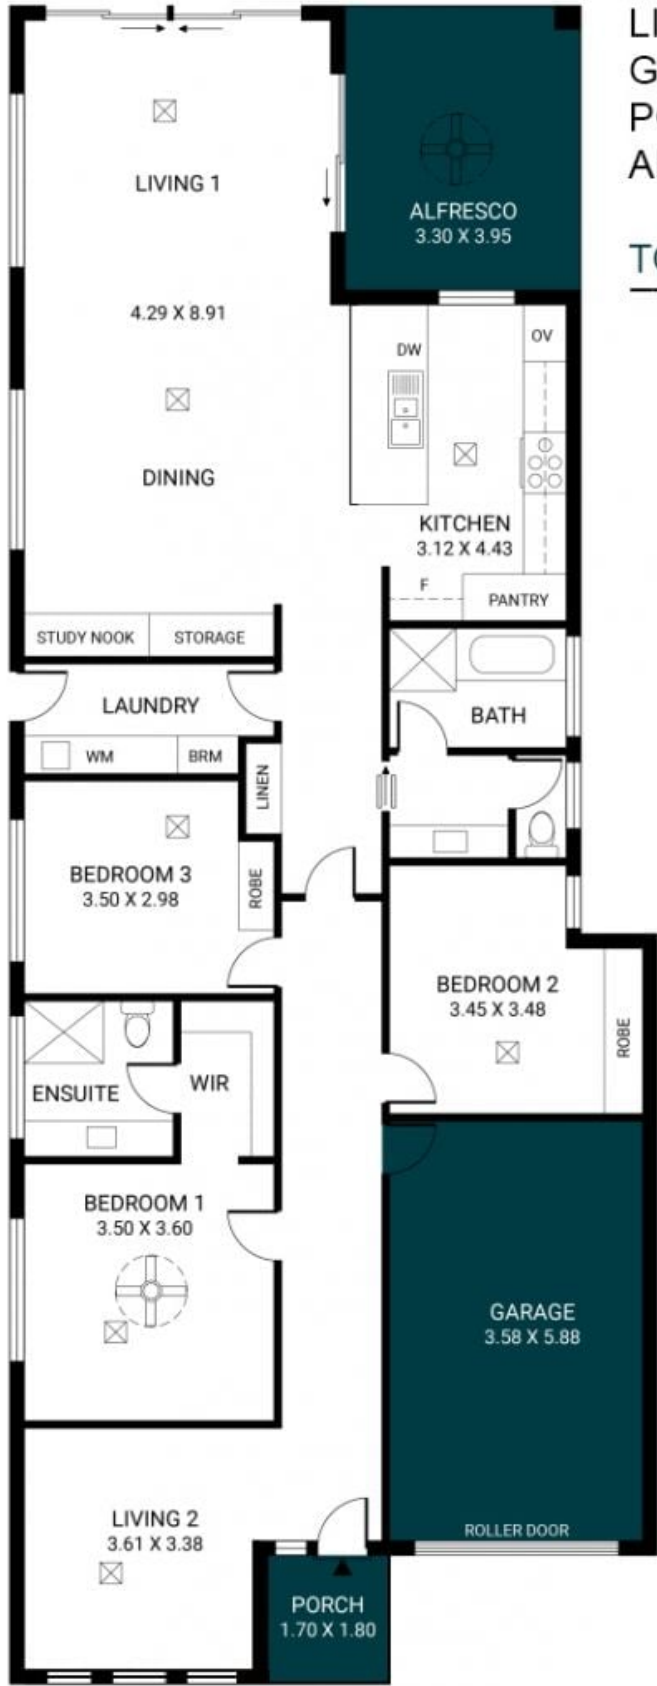 LIVING 1
4.29 X 8.91
DINING
ALFRESCO
3.30 X 3.95
DW
OV
KITCHEN
3.12 X 4.43
F
PANTRY
STUDY NOOK
STORAGE
LAUNDRY
WM
BRM
LINEN
BATH
BEDROOM 3
3.50 X 2.98
ROBE
BEDROOM 2
3.45 X 3.48
ROBE
ENSUITE
WIR
BEDROOM 1
3.50 X 3.60
GARAGE
3.58 X 5.88
ROLLER DOOR
LIVING 2
3.61 X 3.38
PORCH
1.70 X 1.80